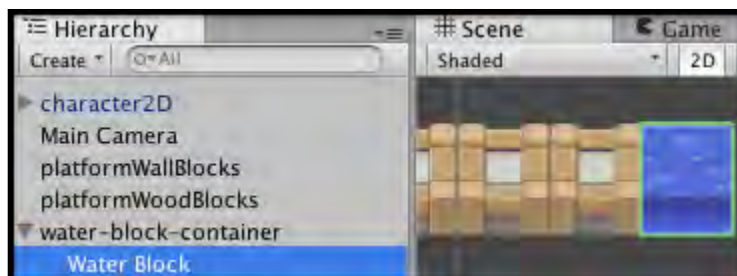 Hierarchy
Create All
character2D
Main Camera
platformWallBlocks
platformWoodBlocks
water-block-container
Water Block
Scene Game
Shaded 2D